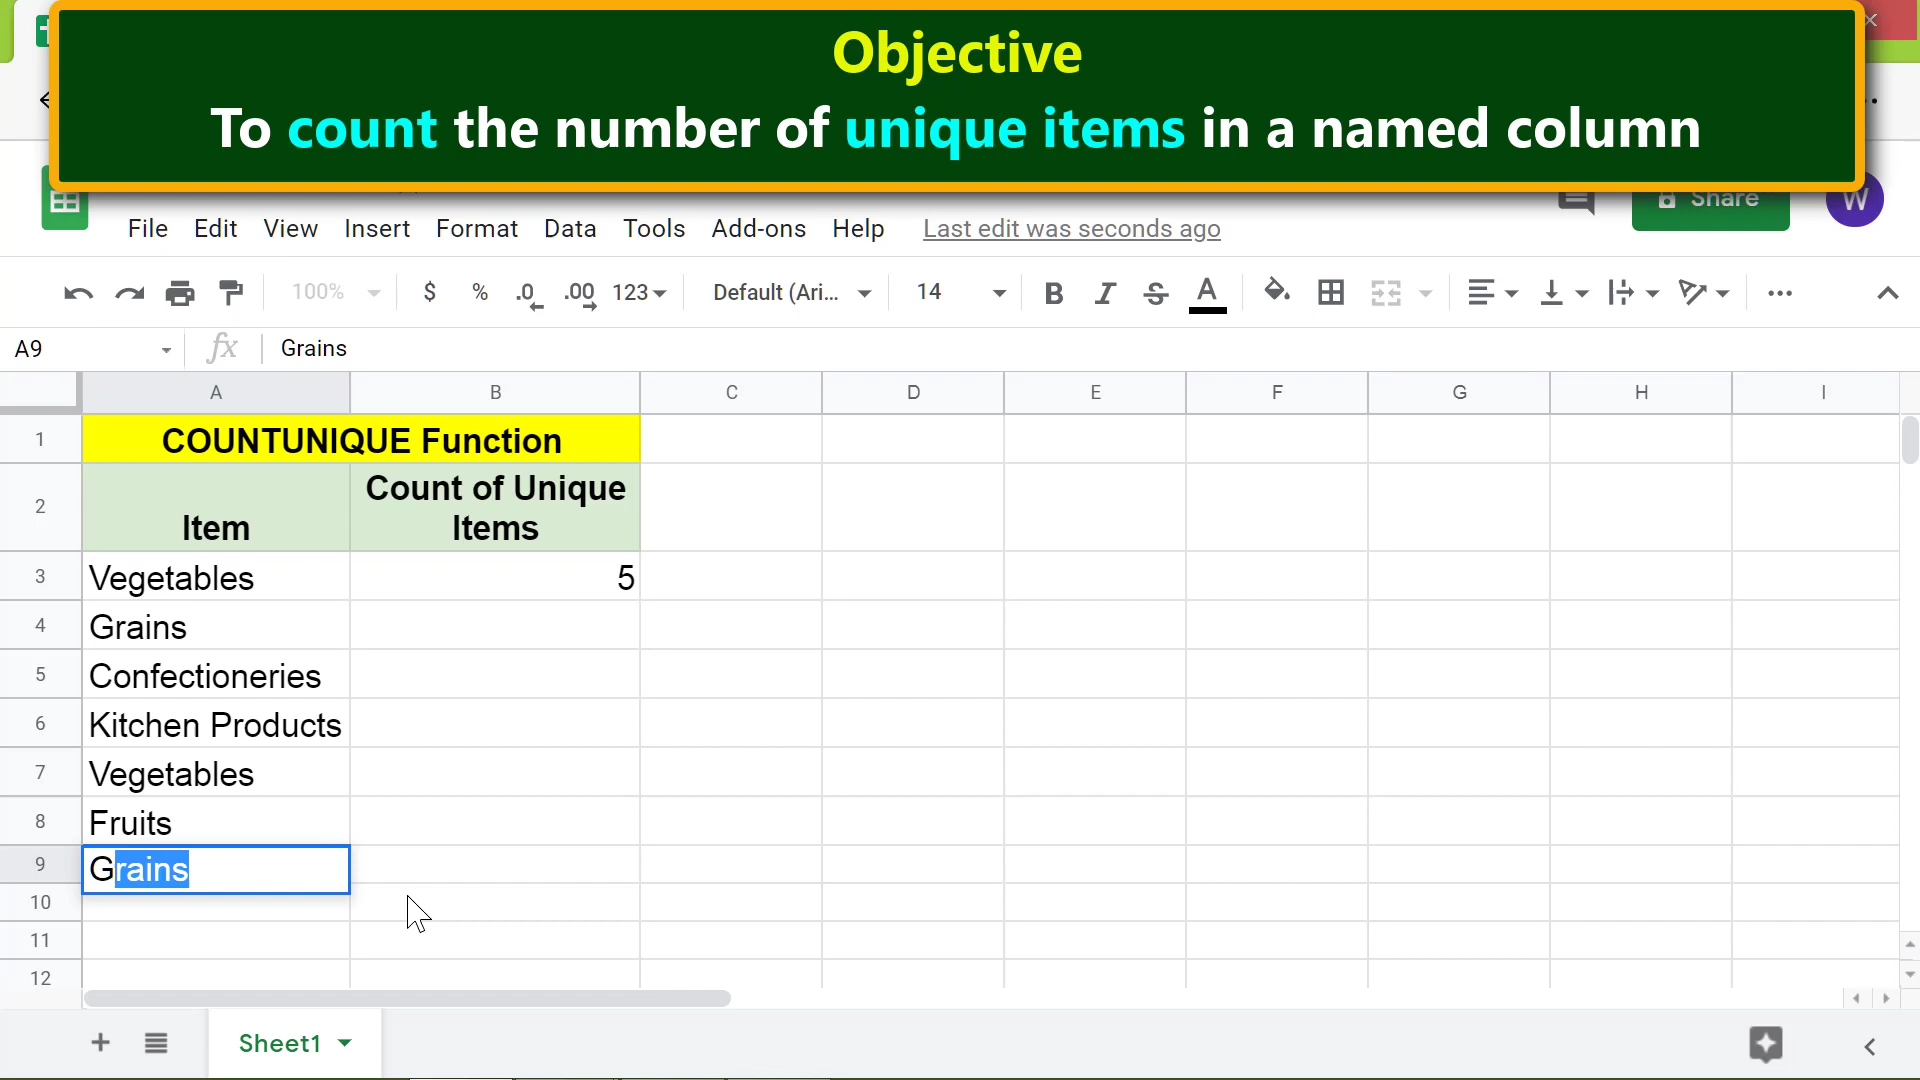 Objective
To count the number of unique items in a named column
Share
W
File Edit View Insert Format Data Tools Add-ons Help Last edit was seconds ago
100% $ % .0 .00 123 Default (Ari... 14 B I S A
A9 fx Grains
A B C D E F G H I
1 COUNTUNIQUE Function
2 Item Count of Unique Items
3 Vegetables 5
4 Grains
5 Confectioneries
6 Kitchen Products
7 Vegetables
8 Fruits
9 Grains
10
11
12
Sheet1